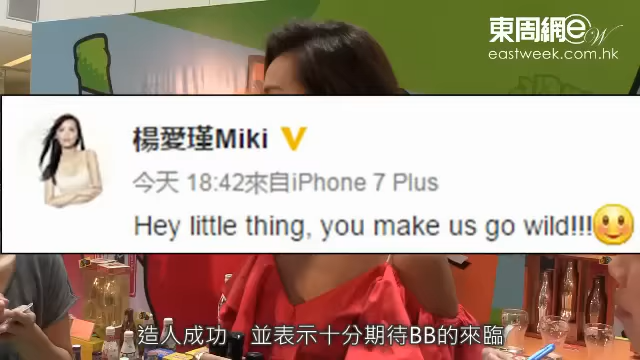 東周網eW
eastweek.com.hk
楊愛瑾Miki
今天 18:42來自iPhone 7 Plus
Hey little thing, you make us go wild!!!
造人成功，並表示十分期待BB的來臨